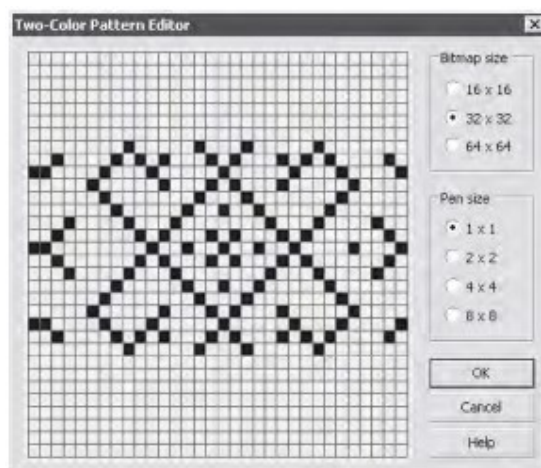 Two-Color Pattern Editor
Bitmap size
16 x 16
32 x 32
64 x 64
Pen size
1 x 1
2 x 2
4 x 4
8 x 8
OK
Cancel
Help